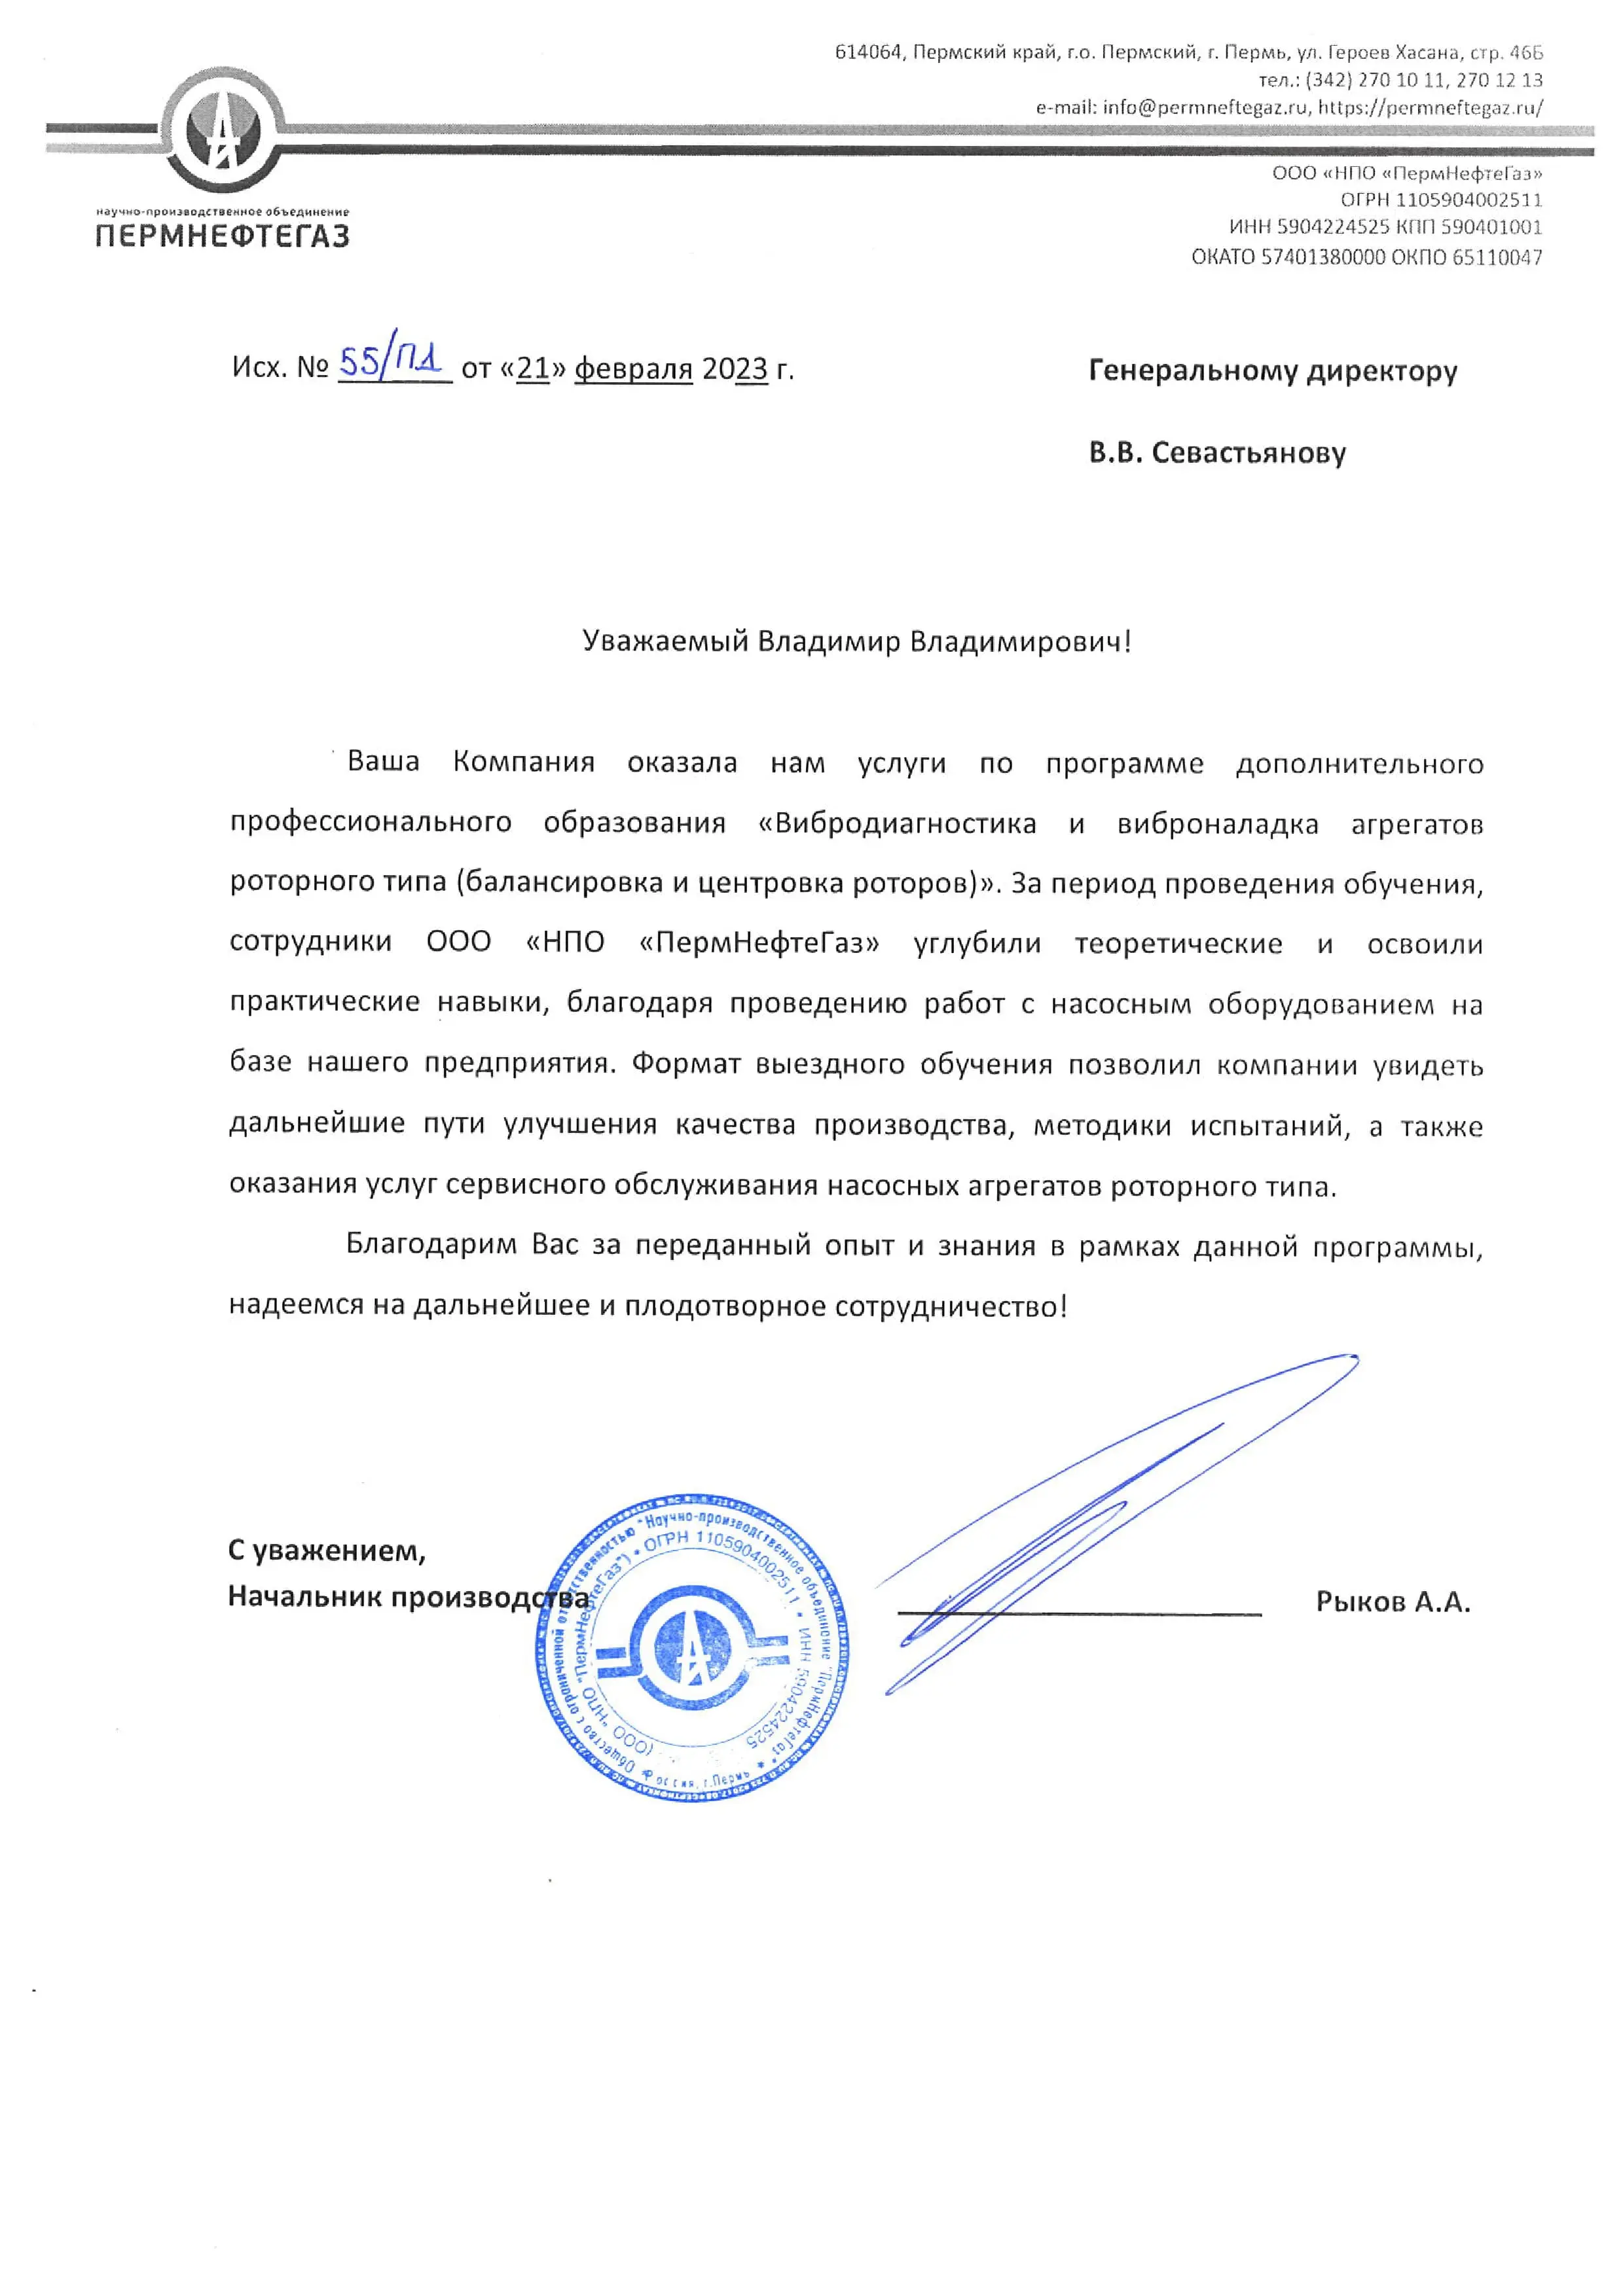 614064, Пермский край, г.о. Пермский, г. Пермь, ул. Героев Хасана, стр. 46Б
тел.: (342) 270 10 11, 270 12 13
e-mail: info@permneftegaz.ru, https://permneftegaz.ru/
научно-производственное объединение
ПЕРМНЕФТЕГАЗ
ООО «НПО «ПермНефтеГаз»
ОГРН 1105904002511
ИНН 5904224525 КПП 590401001
ОКАТО 57401380000 ОКПО 65110047
Исх. № 55/П1 от «21» февраля 2023 г.
Генеральному директору
В.В. Севастьянову
Уважаемый Владимир Владимирович!
Ваша Компания оказала нам услуги по программе дополнительного
профессионального образования «Вибродиагностика и виброналадка агрегатов
роторного типа (балансировка и центровка роторов)». За период проведения обучения,
сотрудники ООО «НПО «ПермНефтеГаз» углубили теоретические и освоили
практические навыки, благодаря проведению работ с насосным оборудованием на
базе нашего предприятия. Формат выездного обучения позволил компании увидеть
дальнейшие пути улучшения качества производства, методики испытаний, а также
оказания услуг сервисного обслуживания насосных агрегатов роторного типа.
Благодарим Вас за переданный опыт и знания в рамках данной программы,
надеемся на дальнейшее и плодотворное сотрудничество!
С уважением,
Начальник производства
Рыков А.А.
Общество с ограниченной ответственностью "Научно-производственное объединение "ПермНефтеГаз"
(ООО "НПО "ПермНефтеГаз") • ОГРН 1105904002511 • ИНН 5904224525
Россия, г.Пермь